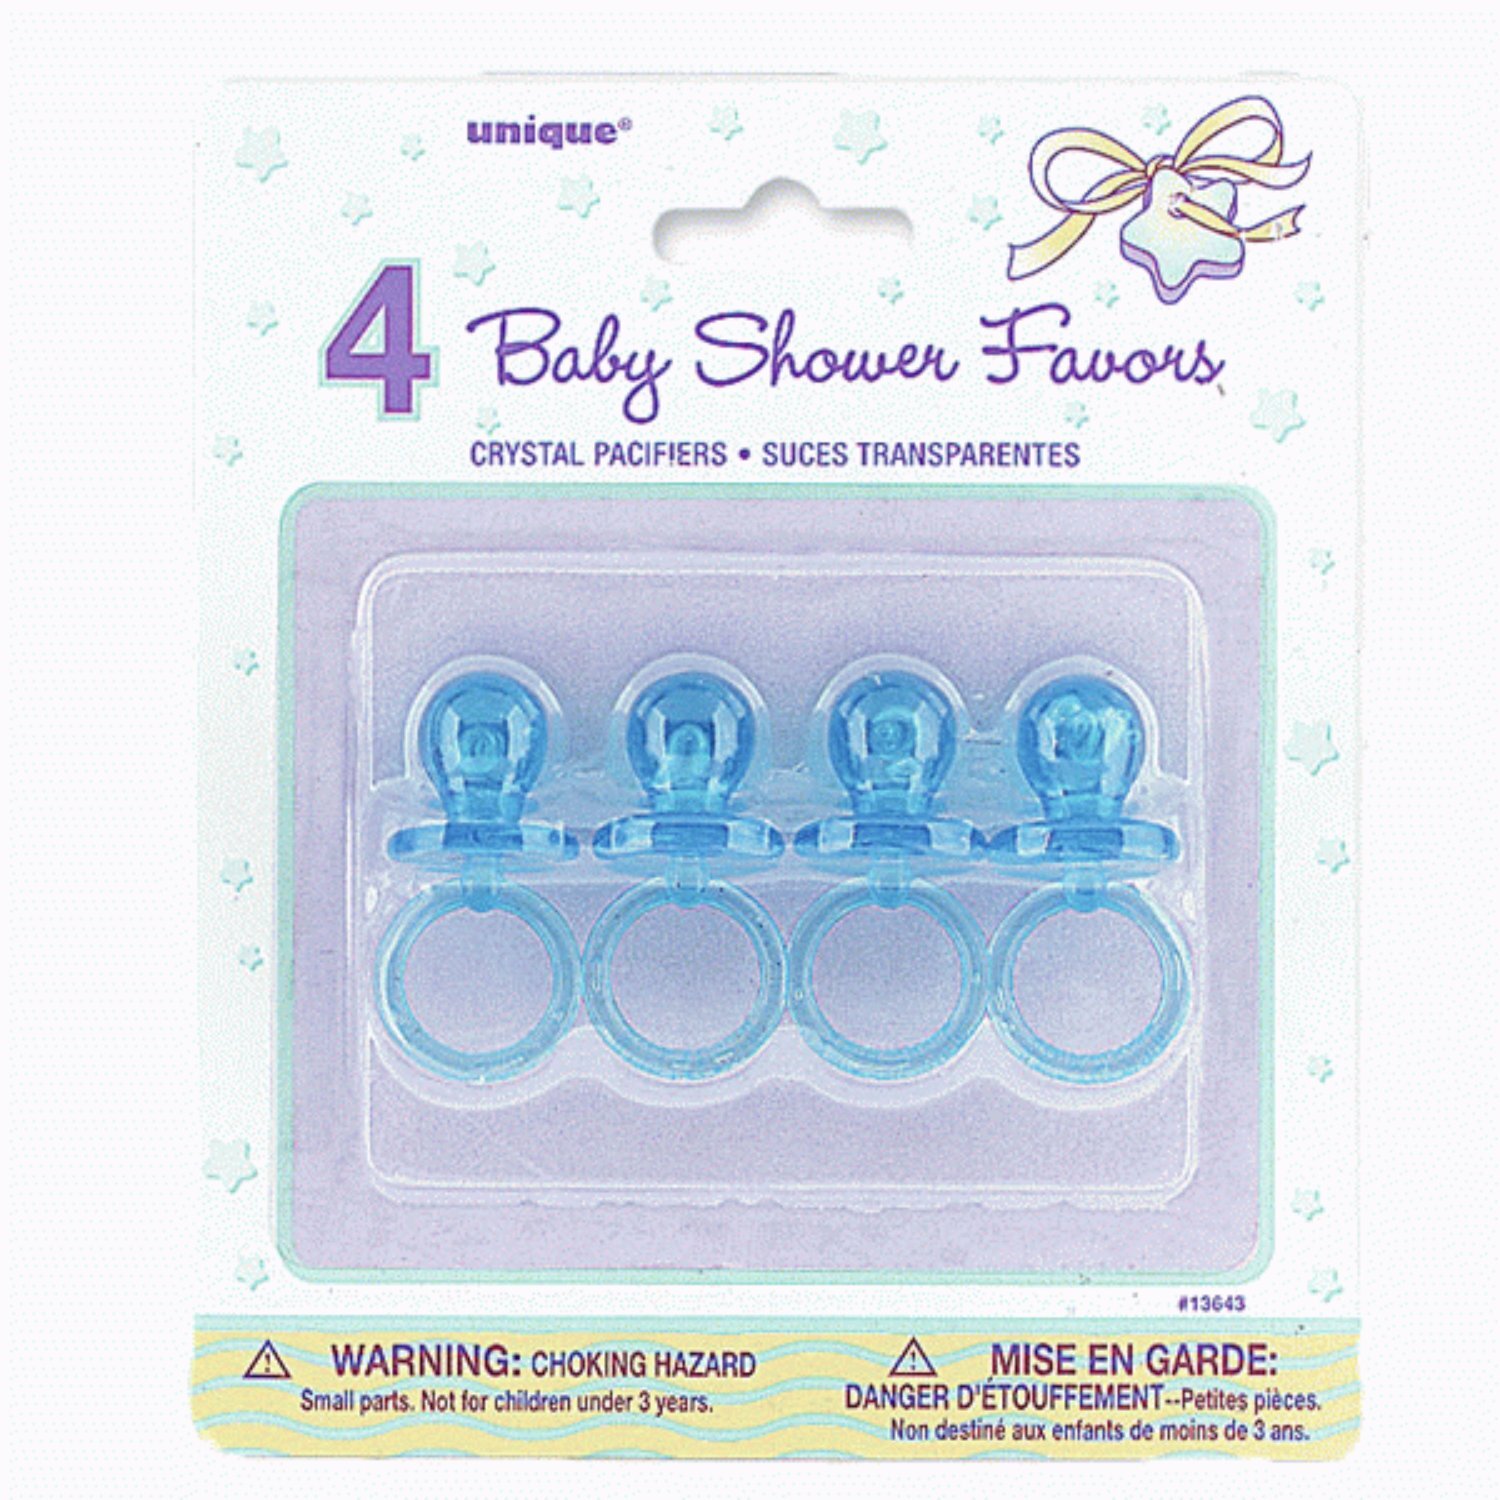 unique®
4 Baby Shower Favors
CRYSTAL PACIFIERS • SUCES TRANSPARENTES
#13643
WARNING: CHOKING HAZARD
Small parts. Not for children under 3 years.
MISE EN GARDE:
DANGER D'ÉTOUFFEMENT--Petites pièces.
Non destiné aux enfants de moins de 3 ans.